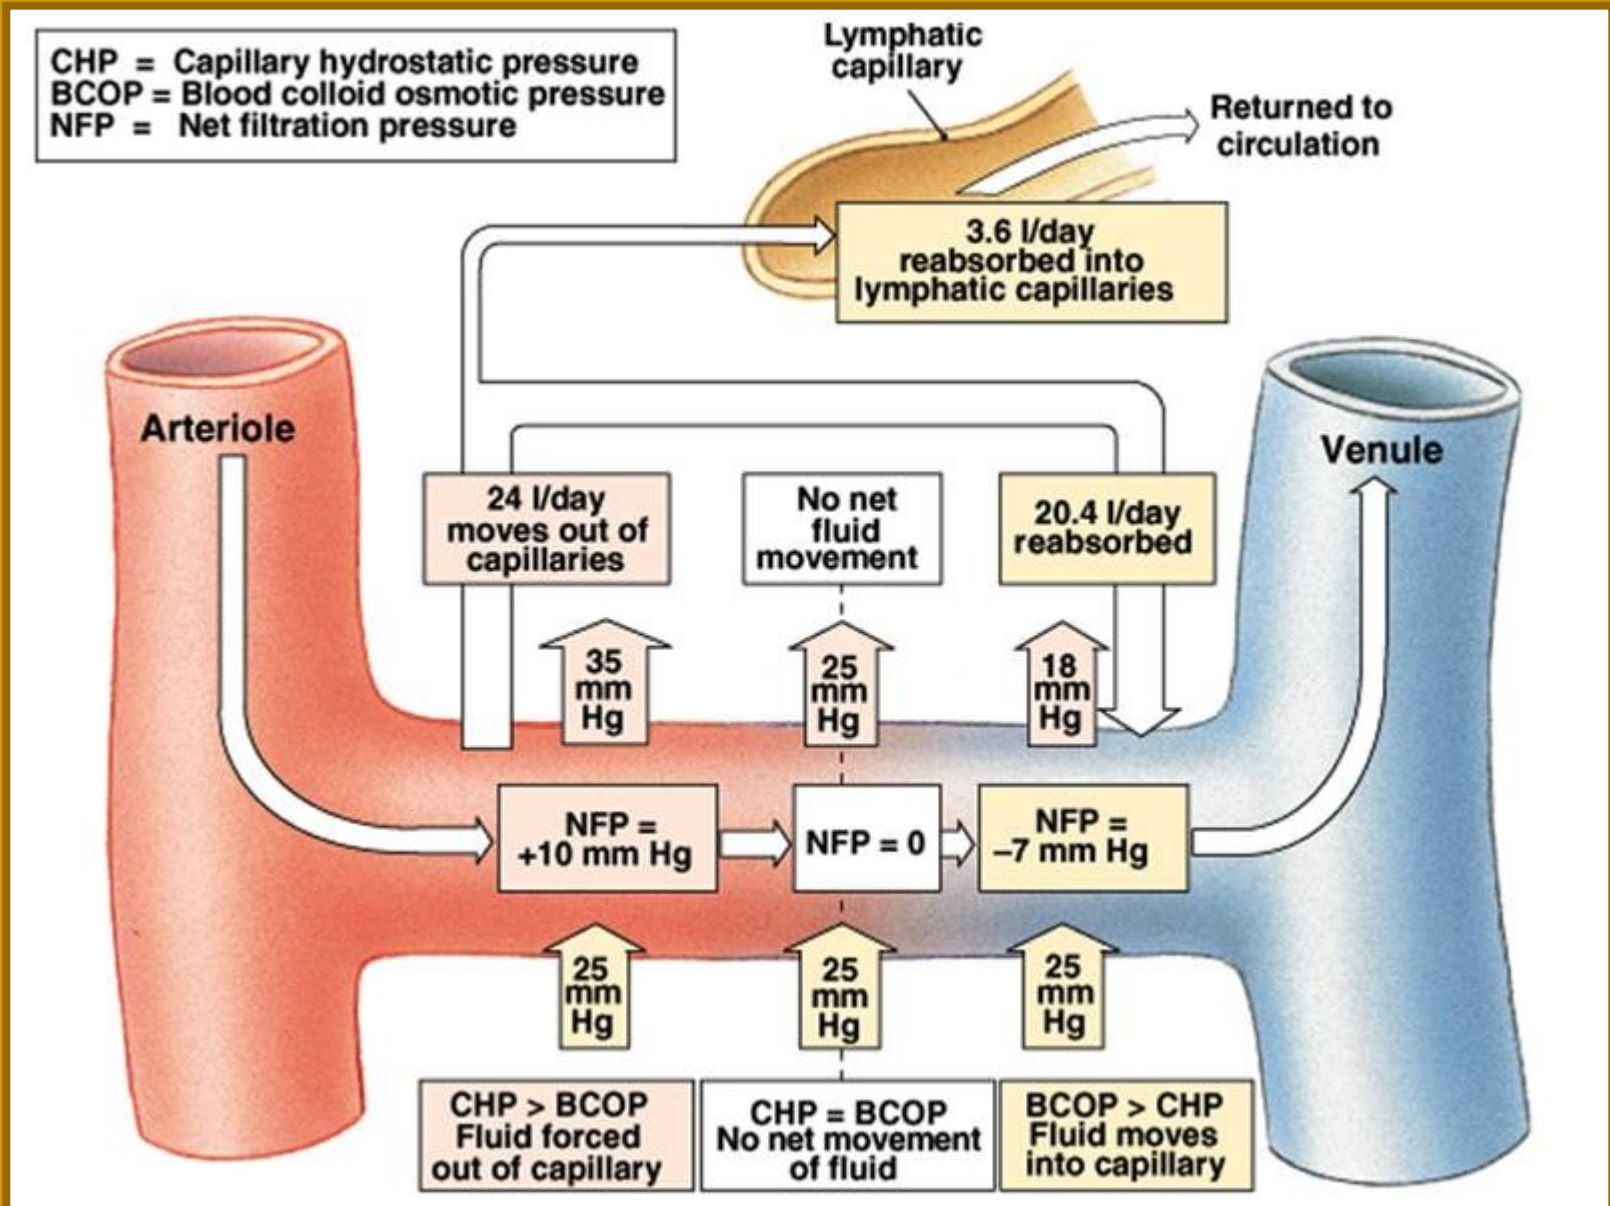 CHP = Capillary hydrostatic pressure
BCOP = Blood colloid osmotic pressure
NFP = Net filtration pressure
Lymphatic
capillary
Returned to
circulation
3.6 l/day
reabsorbed into
lymphatic capillaries
Arteriole
Venule
24 l/day
moves out of
capillaries
No net
fluid
movement
20.4 l/day
reabsorbed
35
mm
Hg
25
mm
Hg
18
mm
Hg
NFP =
+10 mm Hg
NFP = 0
NFP =
–7 mm Hg
25
mm
Hg
25
mm
Hg
25
mm
Hg
CHP > BCOP
Fluid forced
out of capillary
CHP = BCOP
No net movement
of fluid
BCOP > CHP
Fluid moves
into capillary